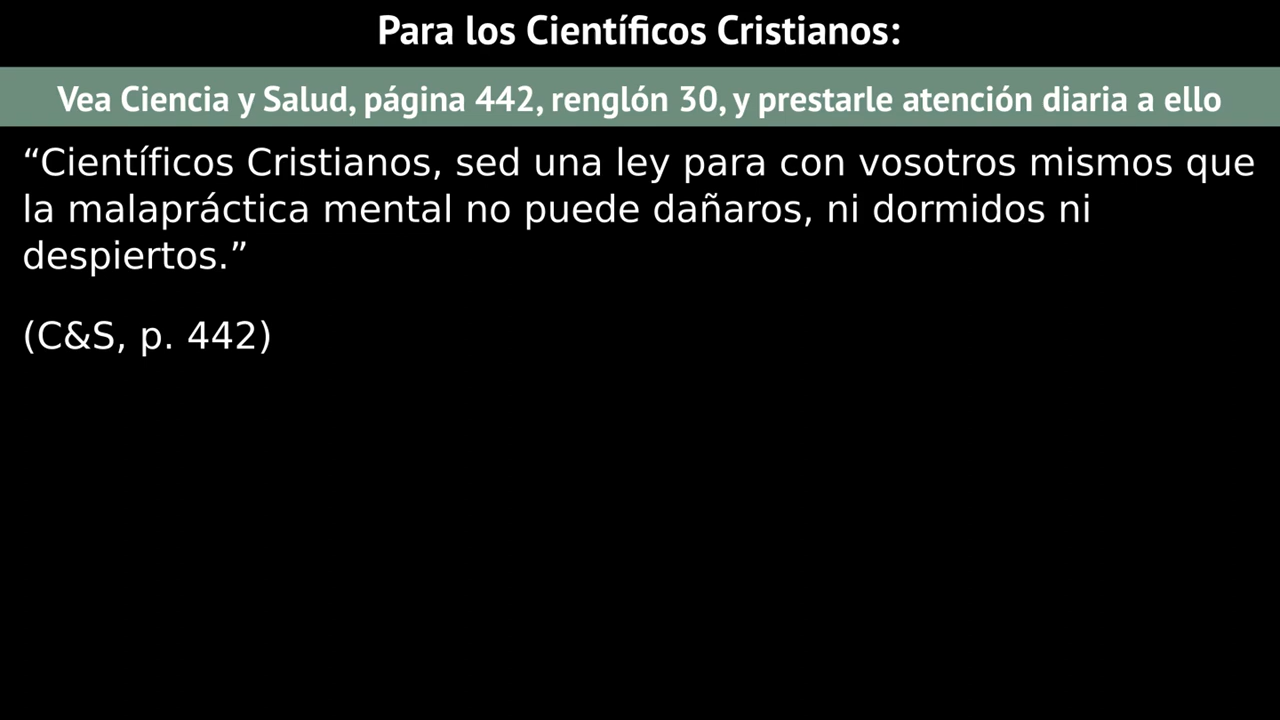 Para los Científicos Cristianos:
Vea Ciencia y Salud, página 442, renglón 30, y prestarle atención diaria a ello
“Científicos Cristianos, sed una ley para con vosotros mismos que
la malapráctica mental no puede dañaros, ni dormidos ni
despiertos.”
(C&S, p. 442)